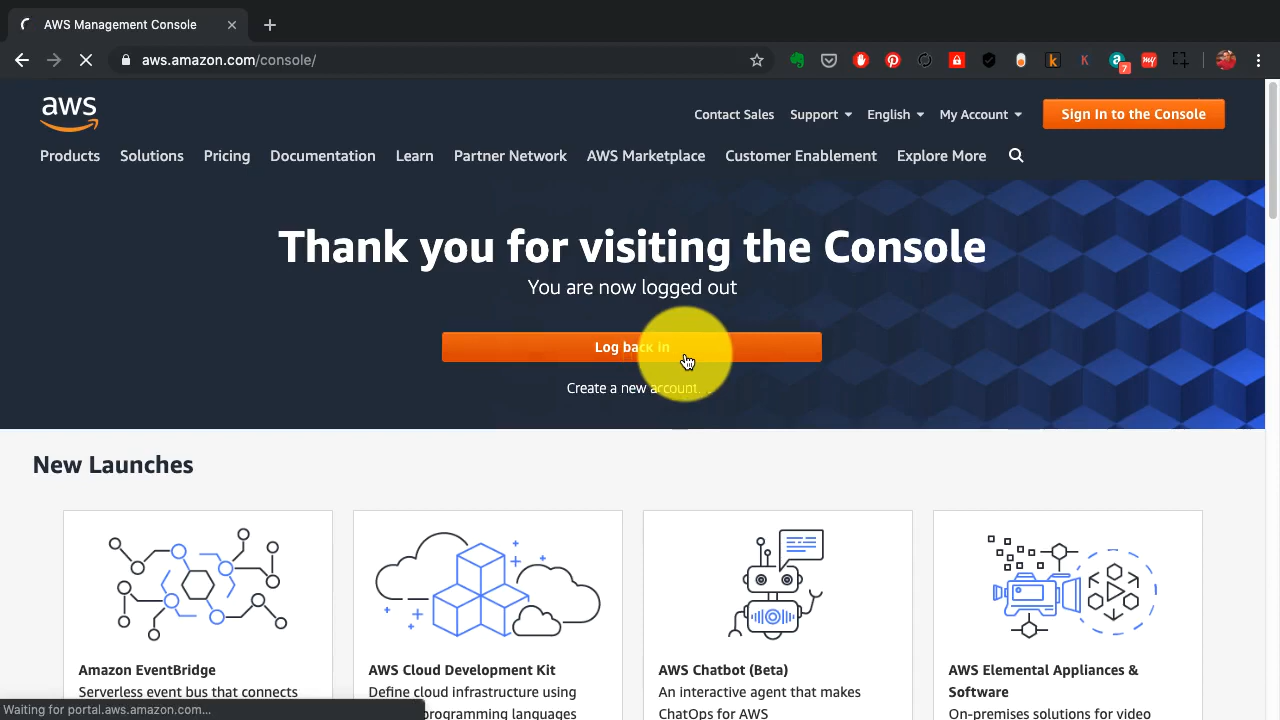 AWS Management Console
aws.amazon.com/console/
7
aws
Contact Sales
Support
English
My Account
Sign In to the Console
Products
Solutions
Pricing
Documentation
Learn
Partner Network
AWS Marketplace
Customer Enablement
Explore More
Thank you for visiting the Console
You are now logged out
Log back in
Create a new account.
New Launches
Amazon EventBridge
Serverless event bus that connects
AWS Cloud Development Kit
Define cloud infrastructure using
programming languages
AWS Chatbot (Beta)
An interactive agent that makes
ChatOps for AWS
AWS Elemental Appliances &
Software
On-premises solutions for video
Waiting for portal.aws.amazon.com...